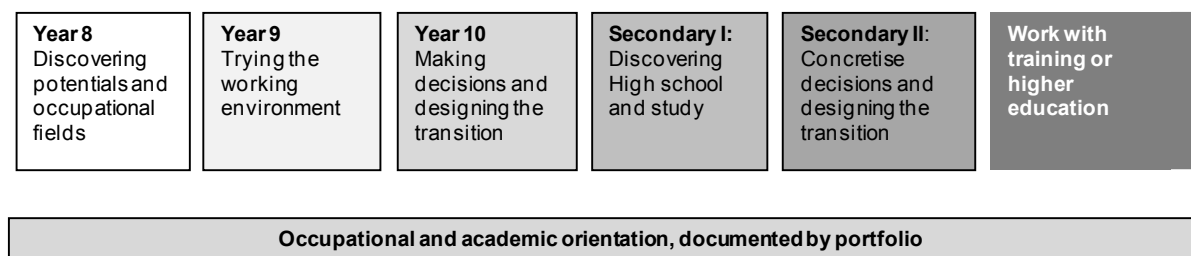 Year 8
Discovering
potentials and
occupational
fields
Year 9
Trying the
working
environment
Year 10
Making
decisions and
designing the
transition
Secondary I:
Discovering
High school
and study
Secondary II:
Concretise
decisions and
designing the
transition
Work with
training or
higher
education
Occupational and academic orientation, documented by portfolio